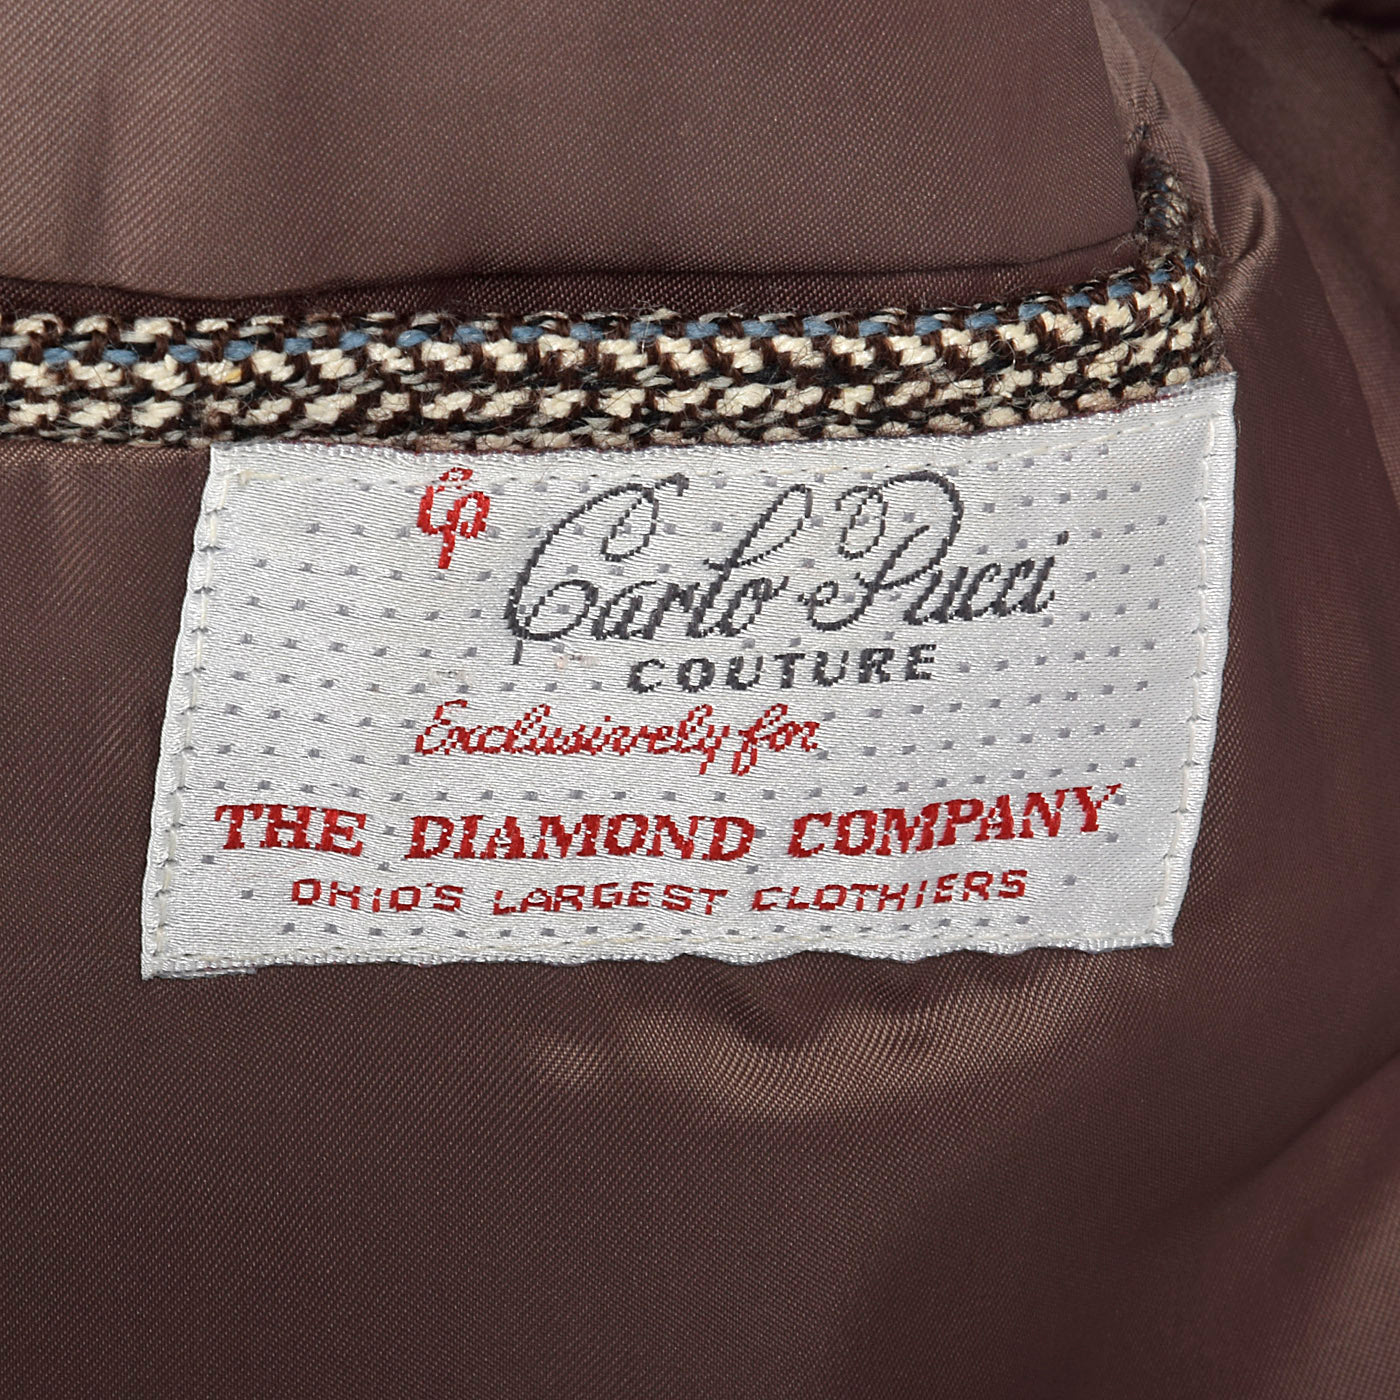 Cp Carlo Pucci
COUTURE
Exclusively for
THE DIAMOND COMPANY
OHIO'S LARGEST CLOTHIERS